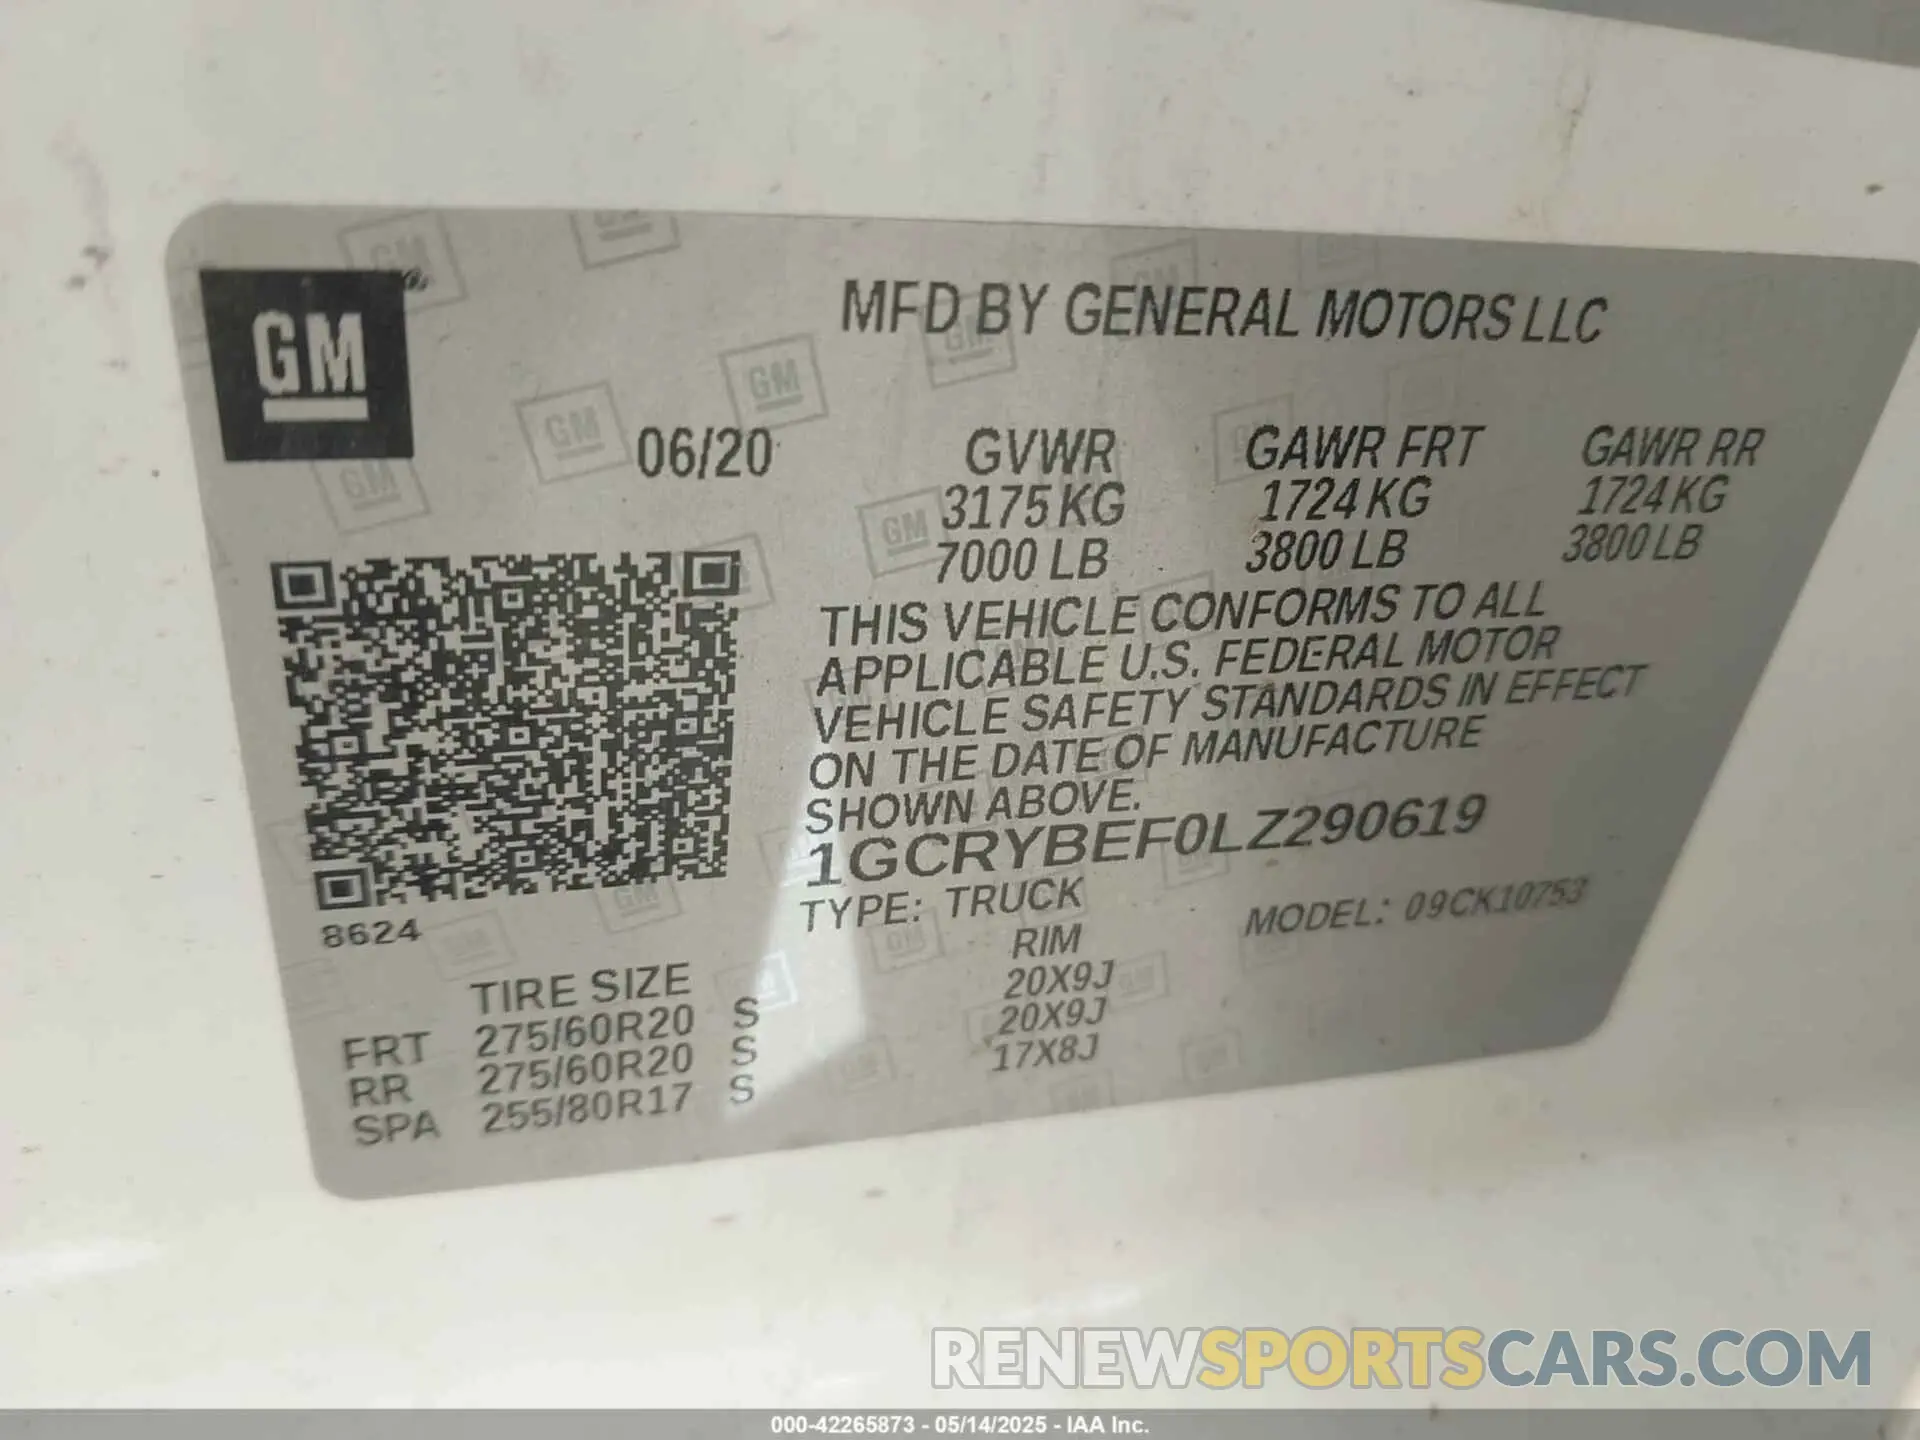 GM
MFD BY GENERAL MOTORS LLC
06/20 GVWR GAWR FRT GAWR RR
3175 KG 1724 KG 1724 KG
7000 LB 3800 LB 3800 LB
THIS VEHICLE CONFORMS TO ALL
APPLICABLE U.S. FEDERAL MOTOR
VEHICLE SAFETY STANDARDS IN EFFECT
ON THE DATE OF MANUFACTURE
SHOWN ABOVE.
1GCRYBEF0LZ290619
TYPE: TRUCK MODEL: 09CK10753
8624
TIRE SIZE RIM
FRT 275/60R20 S 20X9J
RR 275/60R20 S 20X9J
SPA 255/80R17 S 17X8J
RENEWSPORTSCARS.COM
000-42265873 - 05/14/2025 - IAA Inc.